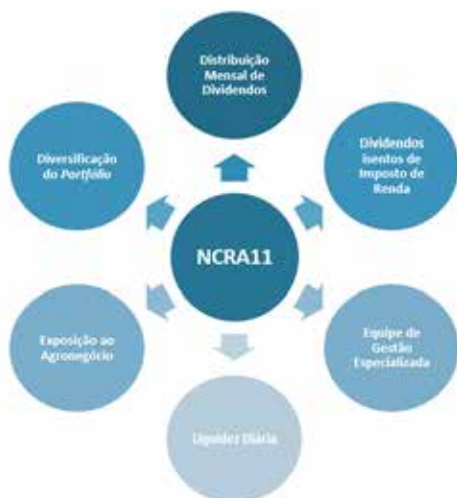 Distribuição
Mensal de
Dividendos
Diversificação
do Portfólio
Dividendos
isentos de
Imposto de
Renda
NCRA11
Exposição ao
Agronegócio
Equipe de
Gestão
Especializada
Liquidez Diária